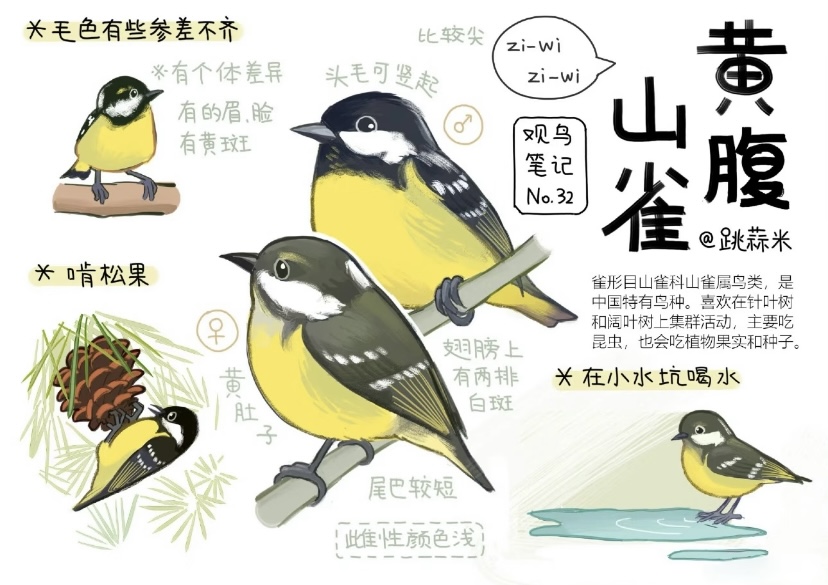 黄腹
山雀
@跳蒜米
观鸟
笔记
No.32
比较尖
zi-wi
zi-wi
＊毛色有些参差不齐
※有个体差异
有的眉、脸
有黄斑
头毛可竖起
♂
雀形目山雀科山雀属鸟类，是
中国特有鸟种。喜欢在针叶树
和阔叶树上集群活动，主要吃
昆虫，也会吃植物果实和种子。
＊啃松果
♀
黄
肚
子
翅膀上
有两排
白斑
尾巴较短
雌性颜色浅
＊在小水坑喝水